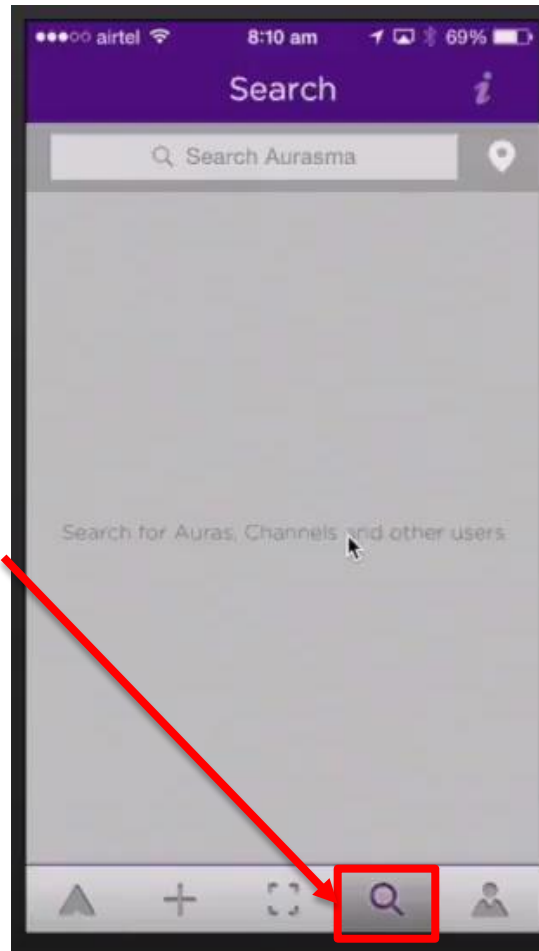 airtel 8:10 am 69%
Search i
Search Aurasma
Search for Auras, Channels and other users